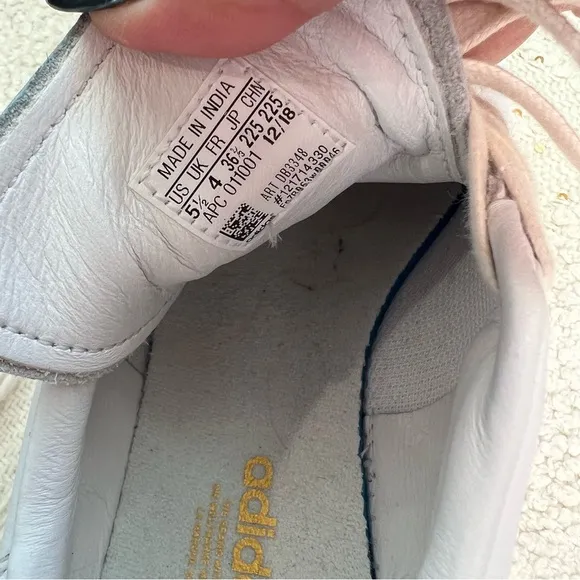 MADE IN INDIA
US UK FR JP CHN
5½ 4 36⅔ 225 225
APC 011001 12/18
ART DB3348
#121714330
adidas